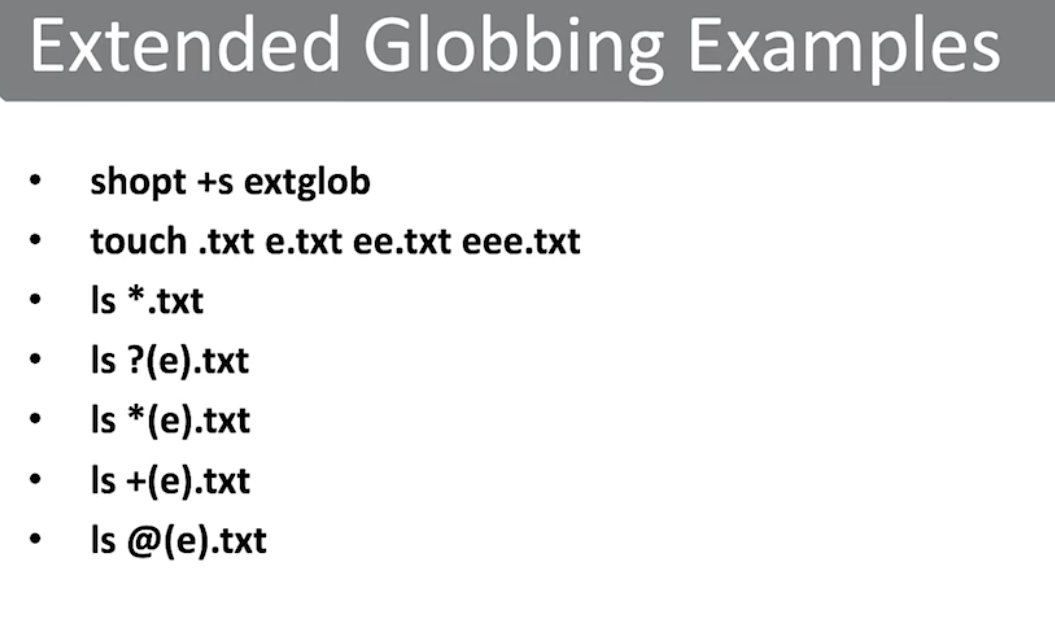 Extended Globbing Examples
• shopt +s extglob
• touch .txt e.txt ee.txt eee.txt
• ls *.txt
• ls ?(e).txt
• ls *(e).txt
• ls +(e).txt
• ls @(e).txt